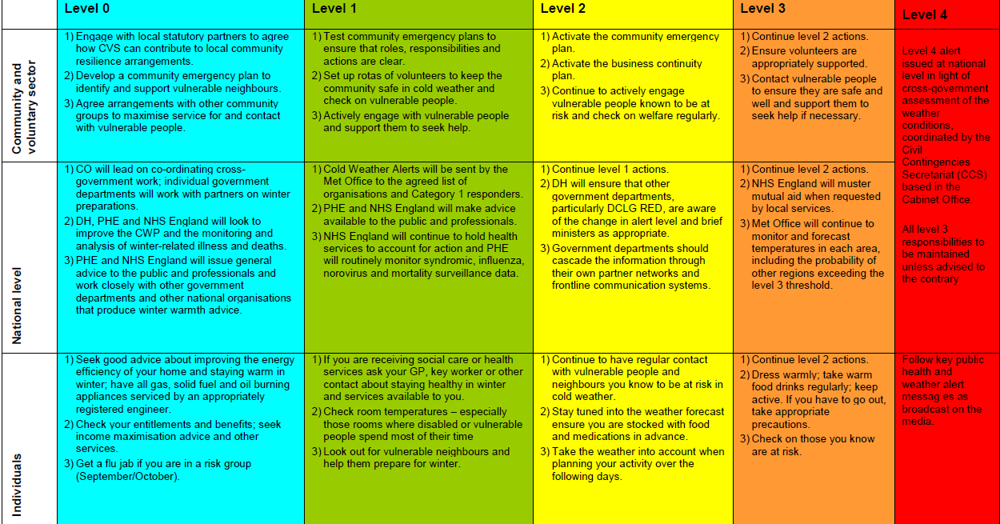 Level 0
Level 1
Level 2
Level 3
Level 4
Community and
voluntary sector
1) Engage with local statutory partners to agree
how CVS can contribute to local community
resilience arrangements.
2) Develop a community emergency plan to
identify and support vulnerable neighbours.
3) Agree arrangements with other community
groups to maximise service for and contact
with vulnerable people.
1) Test community emergency plans to
ensure that roles, responsibilities and
actions are clear.
2) Set up rotas of volunteers to keep the
community safe in cold weather and
check on vulnerable people.
3) Actively engage with vulnerable people
and support them to seek help.
1) Activate the community emergency
plan.
2) Activate the business continuity
plan.
3) Continue to actively engage
vulnerable people known to be at
risk and check on welfare regularly.
1) Continue level 2 actions.
2) Ensure volunteers are
appropriately supported.
3) Contact vulnerable people
to ensure they are safe and
well and support them to
seek help if necessary.
Level 4 alert
issued at national
level in light of
cross-government
assessment of the
weather
conditions,
coordinated by the
Civil
Contingencies
Secretariat (CCS)
based in the
Cabinet Office.
All level 3
responsibilities to
be maintained
unless advised to
the contrary
National level
1) CO will lead on co-ordinating cross-
government work; individual government
departments will work with partners on winter
preparations.
2) DH, PHE and NHS England will look to
improve the CWP and the monitoring and
analysis of winter-related illness and deaths.
3) PHE and NHS England will issue general
advice to the public and professionals and
work closely with other government
departments and other national organisations
that produce winter warmth advice.
1) Cold Weather Alerts will be sent by the
Met Office to the agreed list of
organisations and Category 1 responders.
2) PHE and NHS England will make advice
available to the public and professionals.
3) NHS England will continue to hold health
services to account for action and PHE
will routinely monitor syndromic, influenza,
norovirus and mortality surveillance data.
1) Continue level 1 actions.
2) DH will ensure that other
government departments,
particularly DCLG RED, are aware
of the change in alert level and brief
ministers as appropriate.
3) Government departments should
cascade the information through
their own partner networks and
frontline communication systems.
1) Continue level 2 actions.
2) NHS England will muster
mutual aid when requested
by local services.
3) Met Office will continue to
monitor and forecast
temperatures in each area,
including the probability of
other regions exceeding the
level 3 threshold.
Individuals
1) Seek good advice about improving the energy
efficiency of your home and staying warm in
winter; have all gas, solid fuel and oil burning
appliances serviced by an appropriately
registered engineer.
2) Check your entitlements and benefits; seek
income maximisation advice and other
services.
3) Get a flu jab if you are in a risk group
(September/October).
1) If you are receiving social care or health
services ask your GP, key worker or other
contact about staying healthy in winter
and services available to you.
2) Check room temperatures – especially
those rooms where disabled or vulnerable
people spend most of their time
3) Look out for vulnerable neighbours and
help them prepare for winter.
1) Continue to have regular contact
with vulnerable people and
neighbours you know to be at risk in
cold weather.
2) Stay tuned into the weather forecast
ensure you are stocked with food
and medications in advance.
3) Take the weather into account when
planning your activity over the
following days.
1) Continue level 2 actions.
2) Dress warmly; take warm
food drinks regularly; keep
active. If you have to go out,
take appropriate
precautions.
3) Check on those you know
are at risk.
Follow key public
health and
weather alert
messag es as
broadcast on the
media.